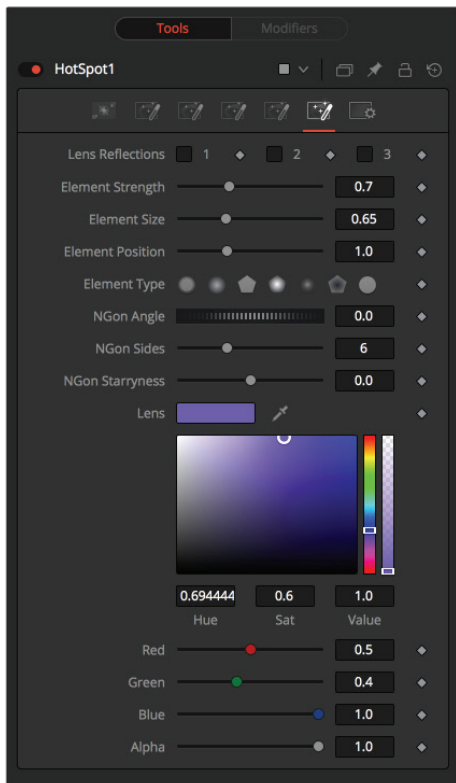 Tools Modifiers
HotSpot1
Lens Reflections 1 2 3
Element Strength 0.7
Element Size 0.65
Element Position 1.0
Element Type
NGon Angle 0.0
NGon Sides 6
NGon Starryness 0.0
Lens
0.694444 0.6 1.0
Hue Sat Value
Red 0.5
Green 0.4
Blue 1.0
Alpha 1.0